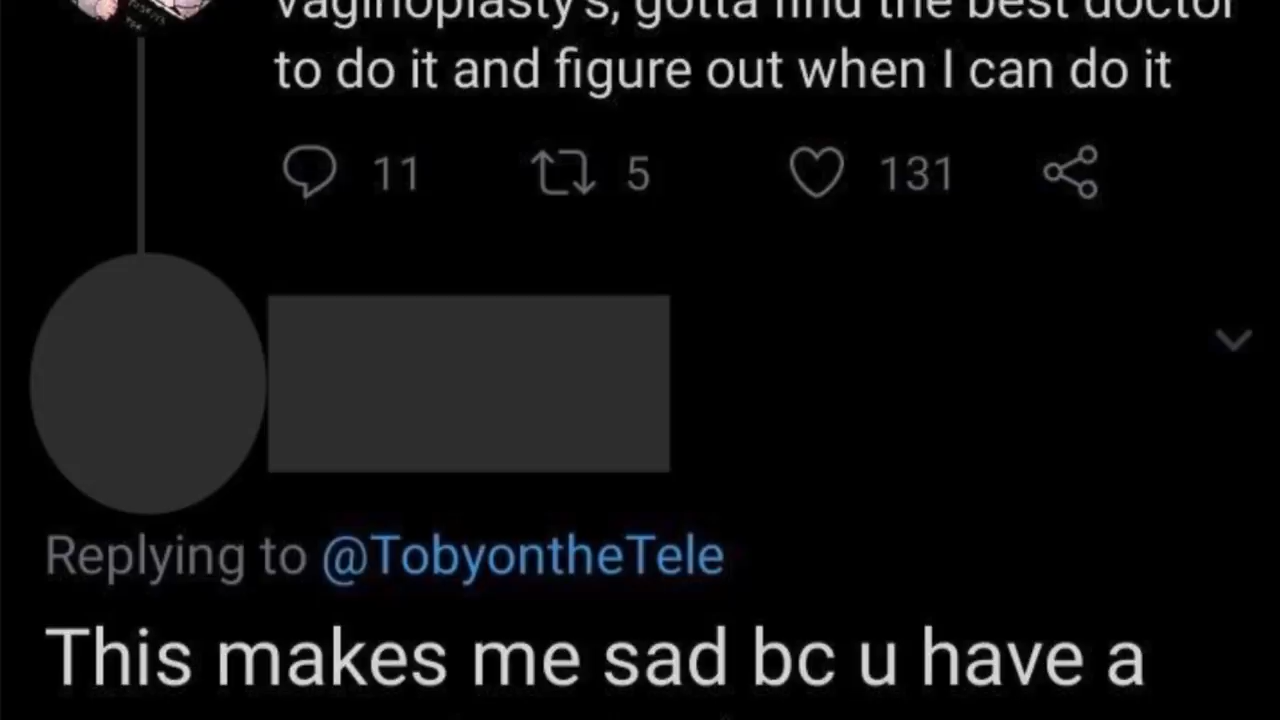 vaginoplasty's, gotta find the best doctor
to do it and figure out when I can do it
11 5 131
Replying to @TobyontheTele
This makes me sad bc u have a